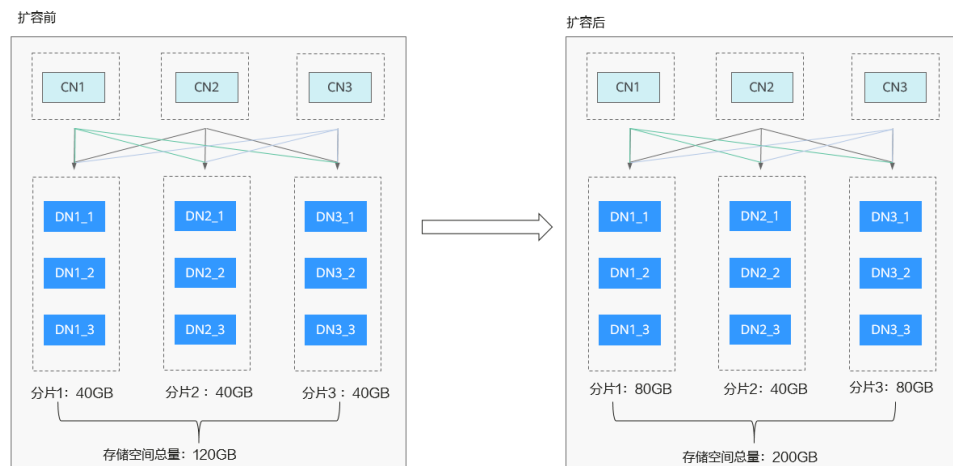 扩容前
CN1
CN2
CN3
DN1_1
DN2_1
DN3_1
DN1_2
DN2_2
DN3_2
DN1_3
DN2_3
DN3_3
分片1：40GB
分片2：40GB
分片3：40GB
存储空间总量：120GB
扩容后
CN1
CN2
CN3
DN1_1
DN2_1
DN3_1
DN1_2
DN2_2
DN3_2
DN1_3
DN2_3
DN3_3
分片1：80GB
分片2：40GB
分片3：80GB
存储空间总量：200GB